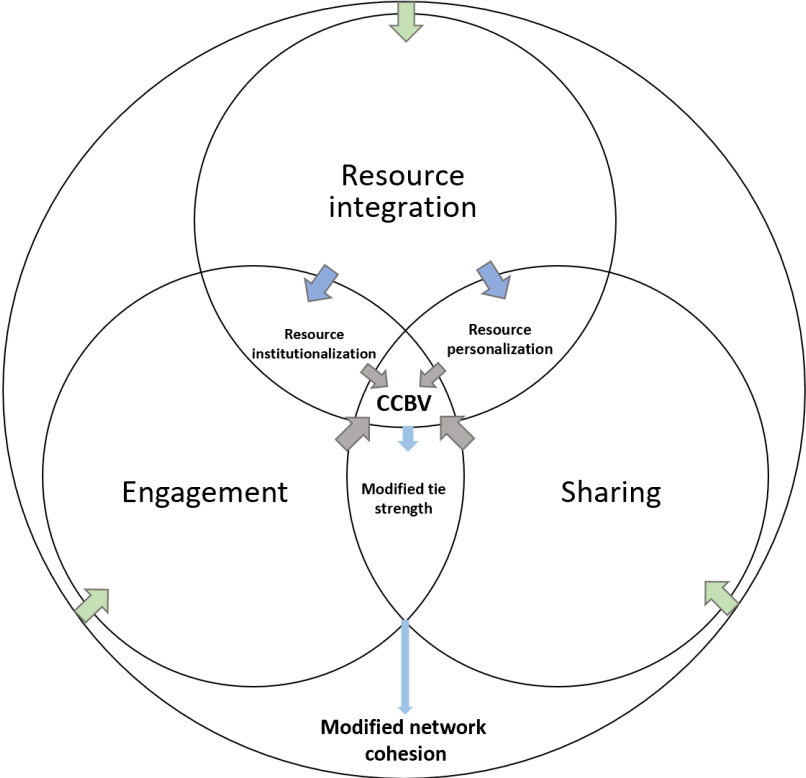 Resource
integration
Resource
institutionalization
Resource
personalization
CCBV
Engagement
Modified tie
strength
Sharing
Modified network
cohesion